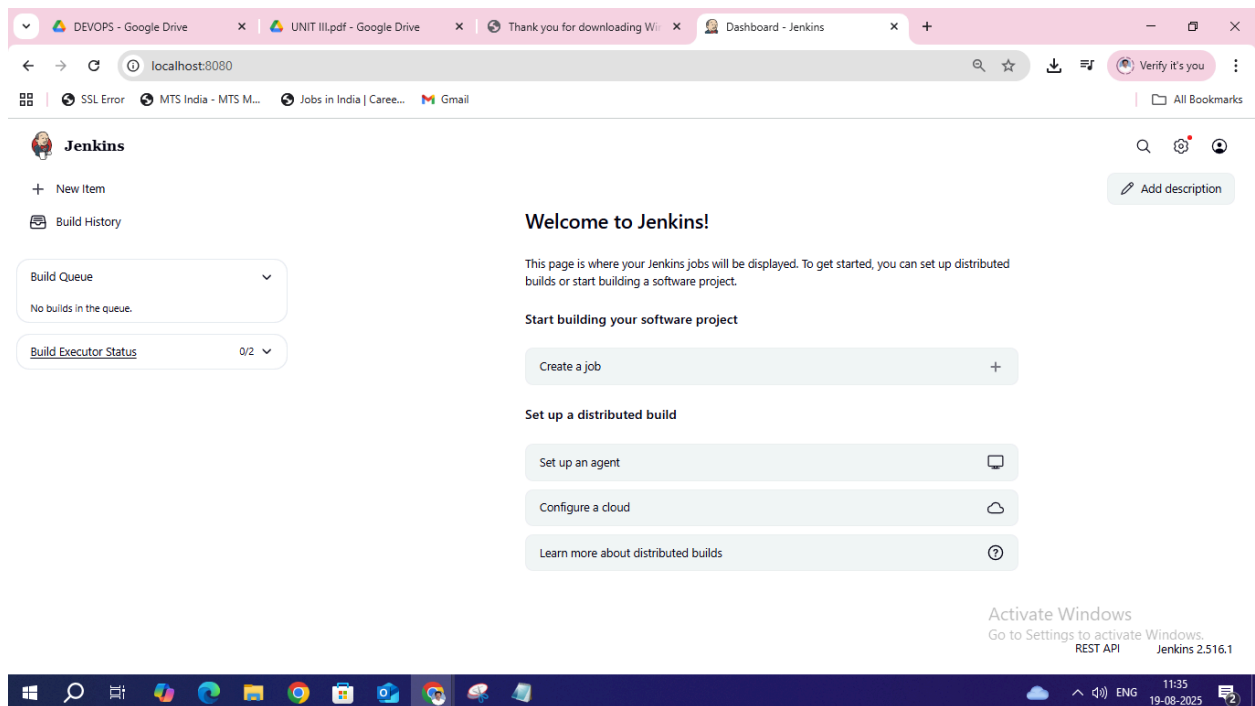 DEVOPS - Google Drive
UNIT III.pdf - Google Drive
Thank you for downloading Wi
Dashboard - Jenkins
localhost:8080
Verify it's you
SSL Error
MTS India - MTS M...
Jobs in India | Caree...
Gmail
All Bookmarks
Jenkins
New Item
Add description
Build History
Welcome to Jenkins!
This page is where your Jenkins jobs will be displayed. To get started, you can set up distributed
builds or start building a software project.
Build Queue
No builds in the queue.
Start building your software project
Build Executor Status
0/2
Create a job
Set up a distributed build
Set up an agent
Configure a cloud
Learn more about distributed builds
Activate Windows
Go to Settings to activate Windows.
REST API
Jenkins 2.516.1
ENG
11:35
19-08-2025
2